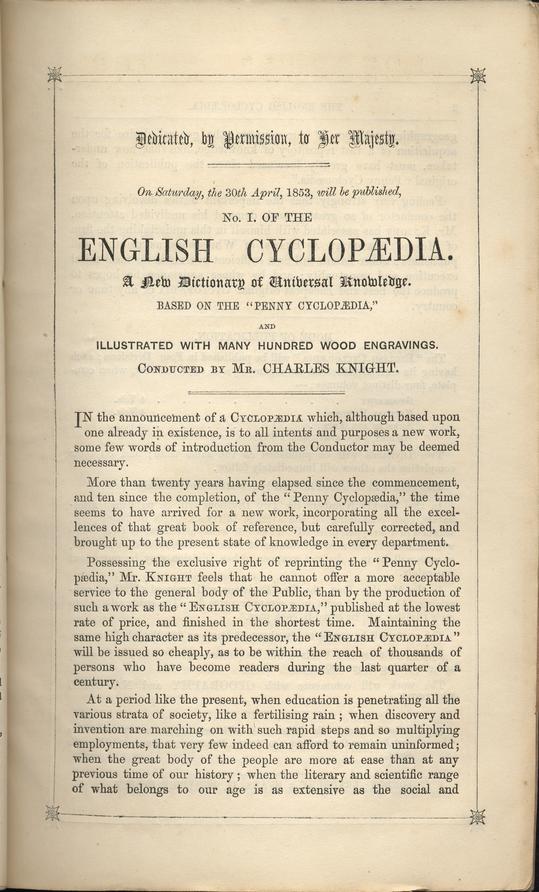 Dedicated, by Permission, to Her Majesty.
On Saturday, the 30th April, 1853, will be published,
No. I. OF THE
ENGLISH CYCLOPÆDIA.
A New Dictionary of Universal Knowledge.
BASED ON THE "PENNY CYCLOPÆDIA,"
AND
ILLUSTRATED WITH MANY HUNDRED WOOD ENGRAVINGS.
CONDUCTED BY MR. CHARLES KNIGHT.
IN the announcement of a CYCLOPÆDIA which, although based upon
one already in existence, is to all intents and purposes a new work,
some few words of introduction from the Conductor may be deemed
necessary.
More than twenty years having elapsed since the commencement,
and ten since the completion, of the "Penny Cyclopædia," the time
seems to have arrived for a new work, incorporating all the excel-
lences of that great book of reference, but carefully corrected, and
brought up to the present state of knowledge in every department.
Possessing the exclusive right of reprinting the "Penny Cyclo-
pædia," MR. KNIGHT feels that he cannot offer a more acceptable
service to the general body of the Public, than by the production of
such a work as the "ENGLISH CYCLOPÆDIA," published at the lowest
rate of price, and finished in the shortest time. Maintaining the
same high character as its predecessor, the "ENGLISH CYCLOPÆDIA"
will be issued so cheaply, as to be within the reach of thousands of
persons who have become readers during the last quarter of a
century.
At a period like the present, when education is penetrating all the
various strata of society, like a fertilising rain; when discovery and
invention are marching on with such rapid steps and so multiplying
employments, that very few indeed can afford to remain uninformed;
when the great body of the people are more at ease than at any
previous time of our history; when the literary and scientific range
of what belongs to our age is as extensive as the social and